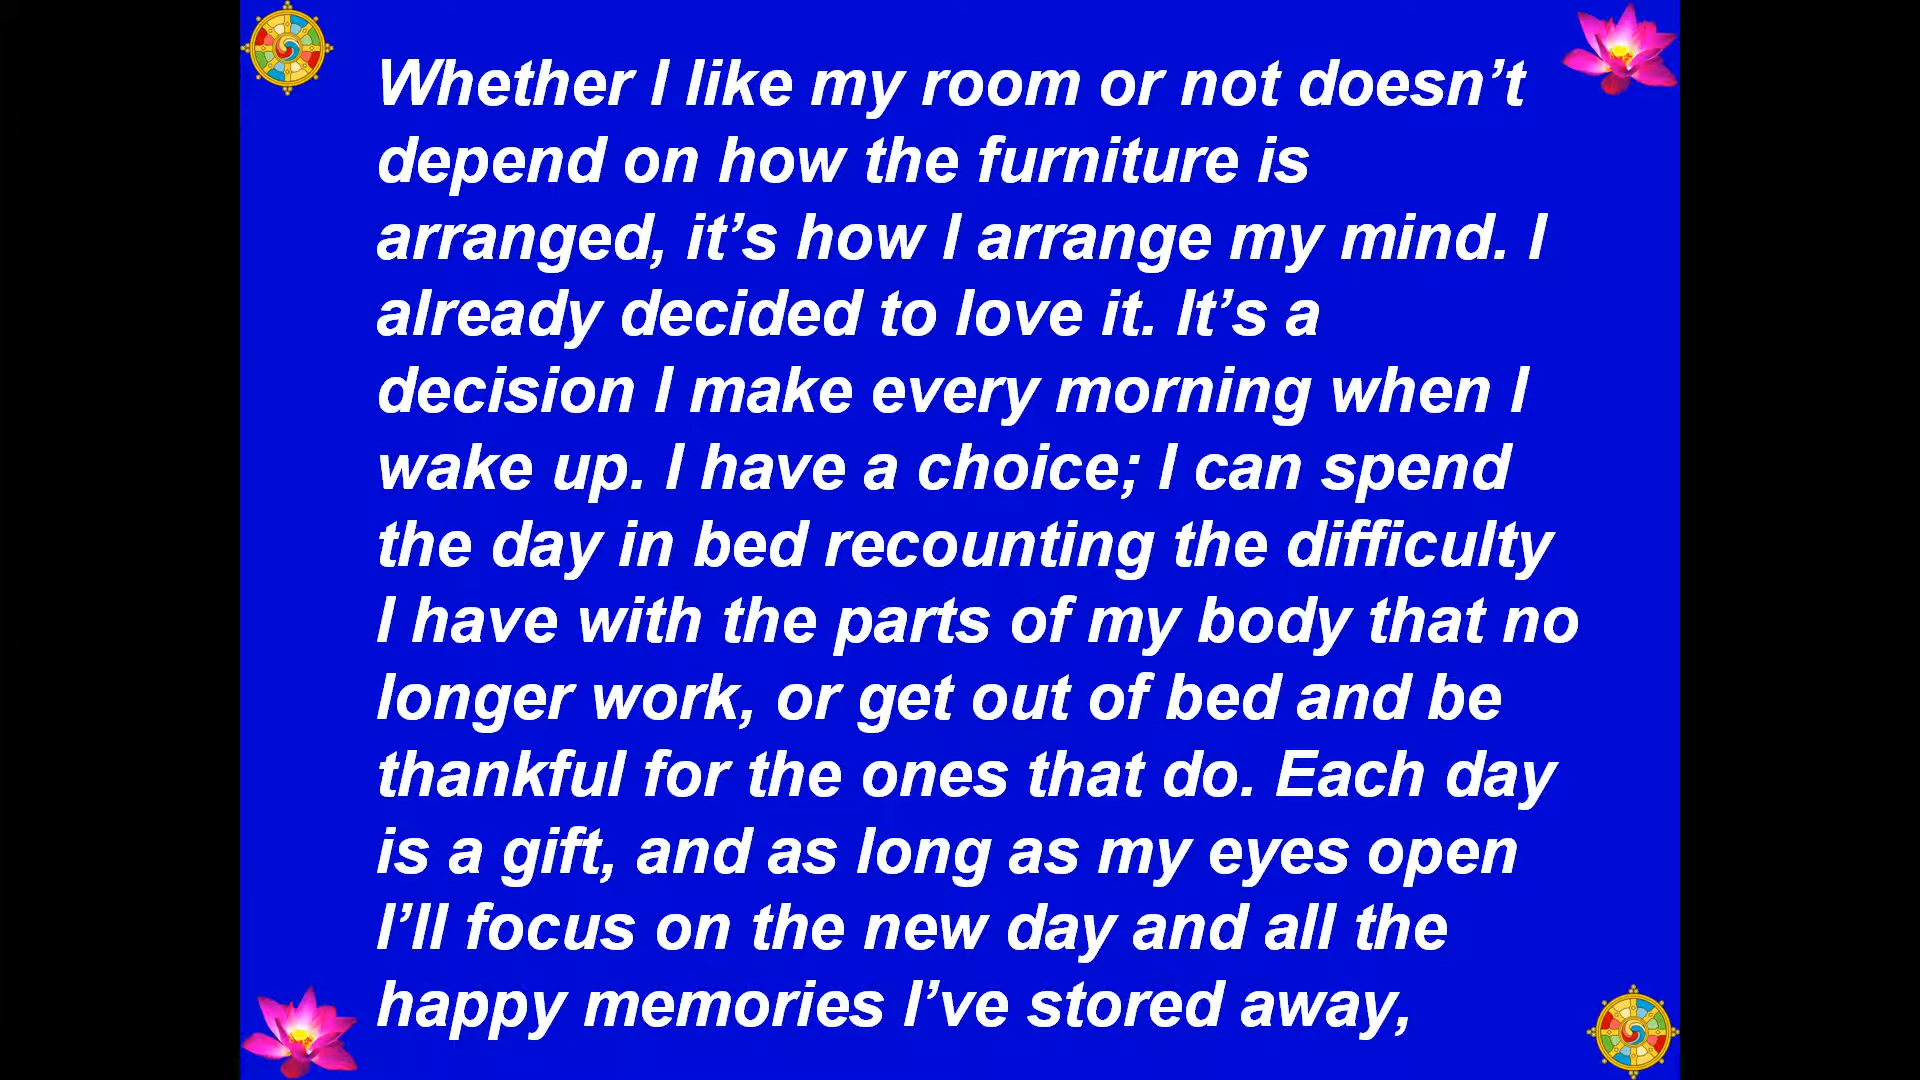 Whether I like my room or not doesn’t
depend on how the furniture is
arranged, it’s how I arrange my mind. I
already decided to love it. It’s a
decision I make every morning when I
wake up. I have a choice; I can spend
the day in bed recounting the difficulty
I have with the parts of my body that no
longer work, or get out of bed and be
thankful for the ones that do. Each day
is a gift, and as long as my eyes open
I’ll focus on the new day and all the
happy memories I’ve stored away,